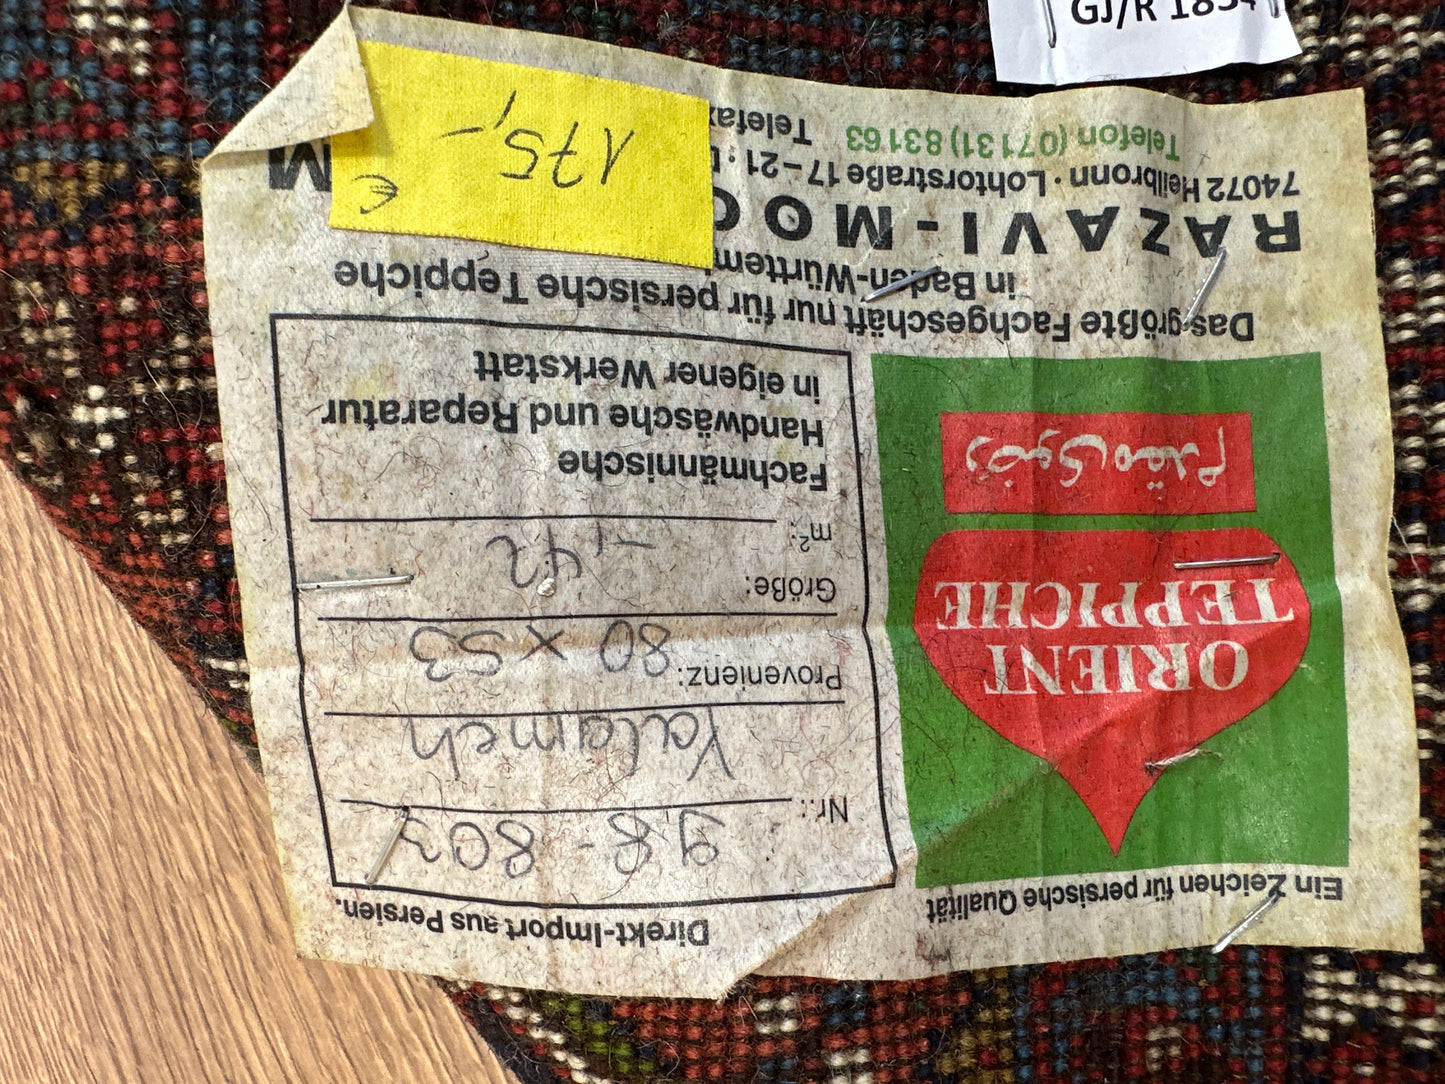 Ein Zeichen für persische Qualität
ORIENT
TEPPICHE
رضوی مقدم
Direkt-Import aus Persien.
Nr.: 98-803
Yalameh
Provenienz:
80 x 53
Größe:
m²: -,42
Fachmännische
Handwäsche und Reparatur
in eigener Werkstatt
Das größte Fachgeschäft nur für persische Teppiche
in Baden-Württem
RAZAVI-MO
M
74072 Heilbronn · Lohtorstraße 17–21 ·
Telefon (07131) 83163 Telefax
€ 175,-
GJ/R 1834